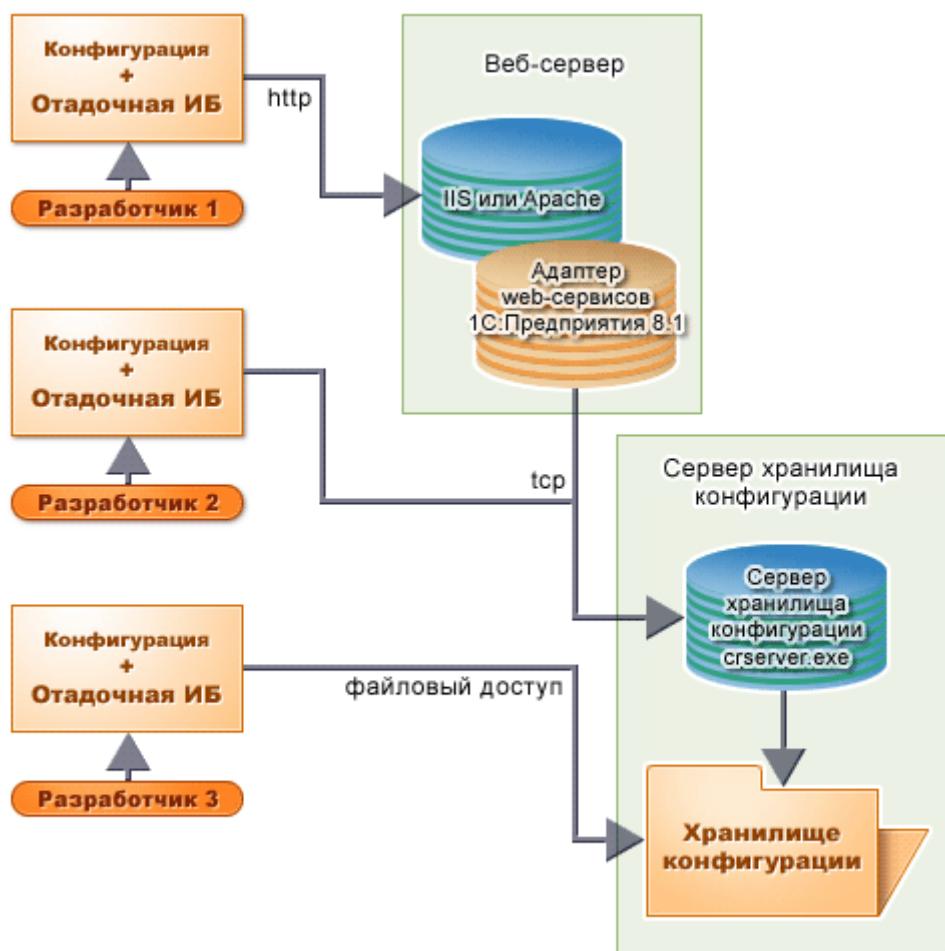 Конфигурация
+
Отадочная ИБ
Разработчик 1
http
Веб-сервер
IIS или Apache
Адаптер
web-сервисов
1С:Предприятия 8.1
Конфигурация
+
Отадочная ИБ
Разработчик 2
tcp
Сервер хранилища
конфигурации
Сервер
хранилища
конфигурации
crserver.exe
Конфигурация
+
Отадочная ИБ
Разработчик 3
файловый доступ
Хранилище
конфигурации